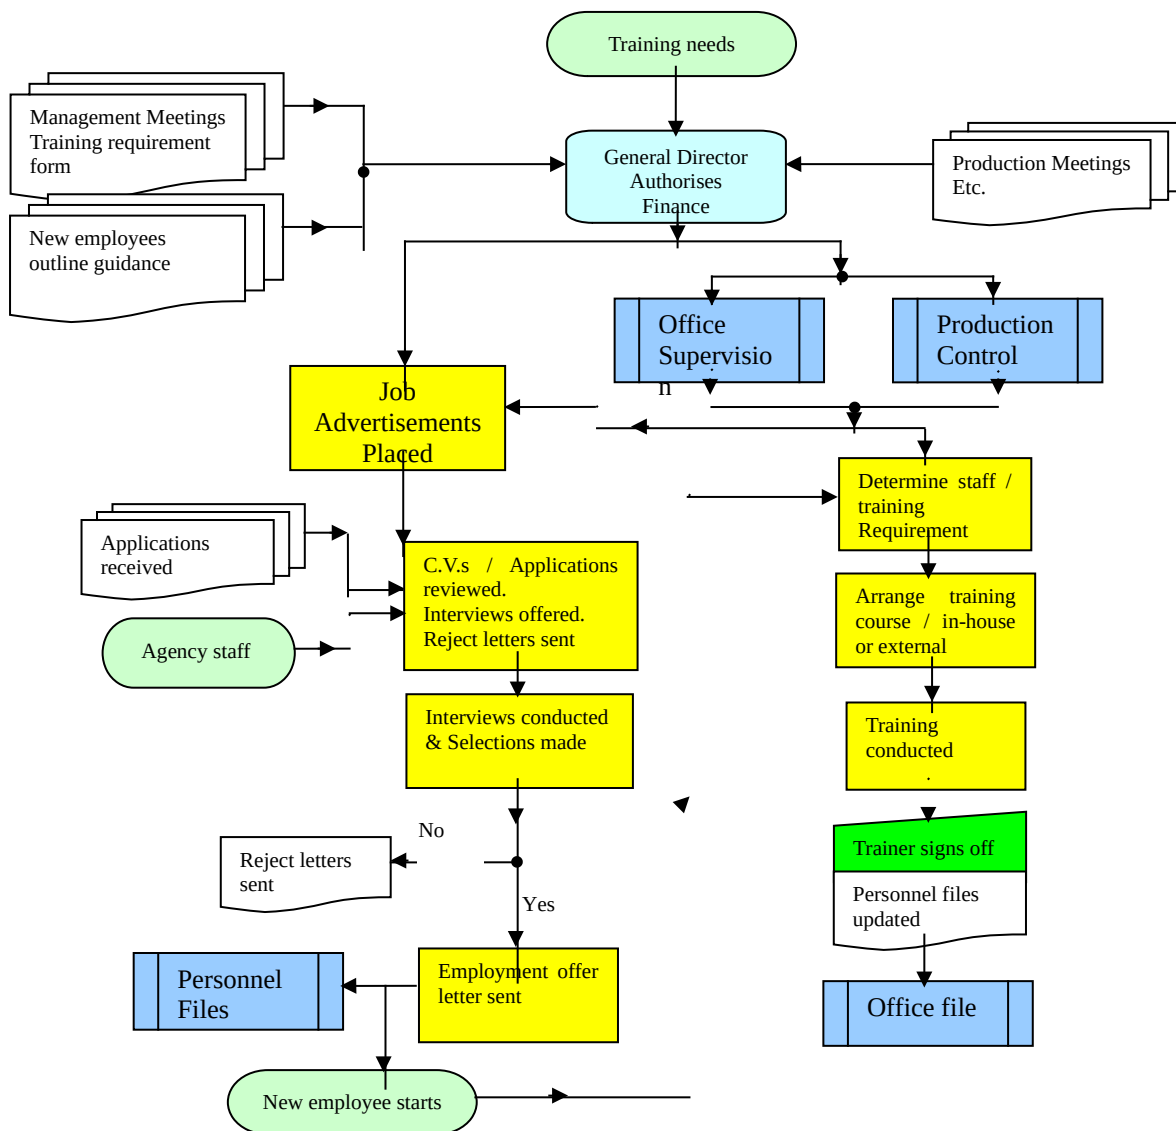 Training needs
Management Meetings
Training requirement
form
General Director
Authorises
Finance
Production Meetings
Etc.
New employees
outline guidance
Office
Supervisio
n
Production
Control
.
Job
Advertisements
Placed
Determine staff /
training
Requirement
Applications
received
C.V.s / Applications
reviewed.
Interviews offered.
Reject letters sent
Arrange training
course / in-house
or external
Agency staff
Interviews conducted
& Selections made
Training
conducted
.
No
Reject letters
sent
Trainer signs off
Personnel files
updated
Yes
Employment offer
letter sent
Personnel
Files
Office file
New employee starts